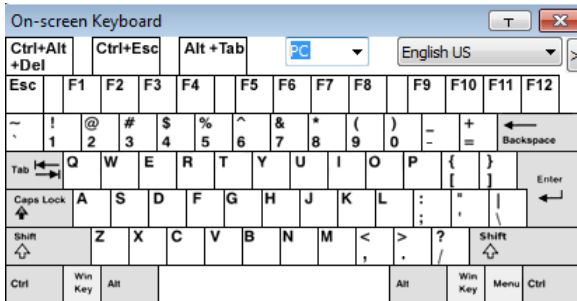 On-screen Keyboard
Ctrl+Alt +Del Ctrl+Esc Alt +Tab PC English US >
Esc F1 F2 F3 F4 F5 F6 F7 F8 F9 F10 F11 F12
~ ! @ # $ % ^ & * ( ) _ +
` 1 2 3 4 5 6 7 8 9 0 - = Backspace
Tab Q W E R T Y U I O P { }
[ ] Enter
Caps Lock A S D F G H J K L : " |
; ' \
Shift Z X C V B N M < > ? Shift
, . /
Ctrl Win Key Alt Alt Win Key Menu Ctrl